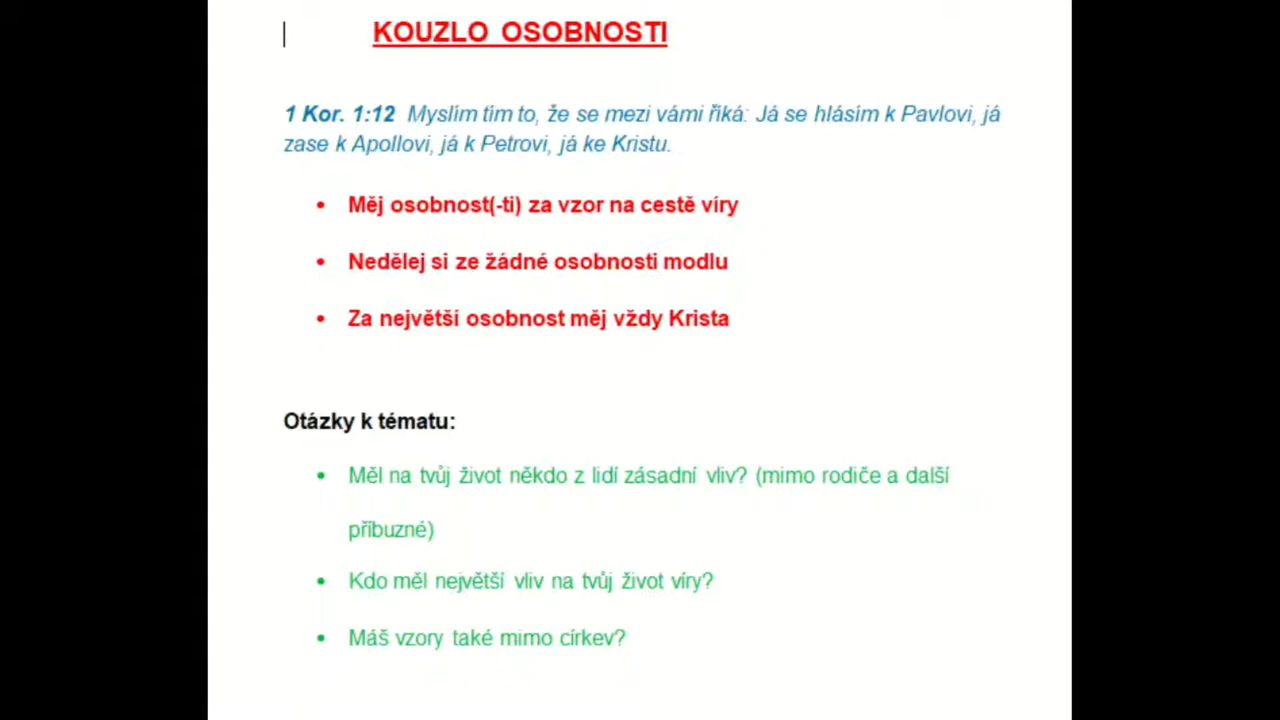 KOUZLO OSOBNOSTI
1 Kor. 1:12 Myslím tím to, že se mezi vámi říká: Já se hlásím k Pavlovi, já
zase k Apollovi, já k Petrovi, já ke Kristu.
• Měj osobnost(-ti) za vzor na cestě víry
• Nedělej si ze žádné osobnosti modlu
• Za největší osobnost měj vždy Krista
Otázky k tématu:
• Měl na tvůj život někdo z lidí zásadní vliv? (mimo rodiče a další
příbuzné)
• Kdo měl největší vliv na tvůj život víry?
• Máš vzory také mimo církev?